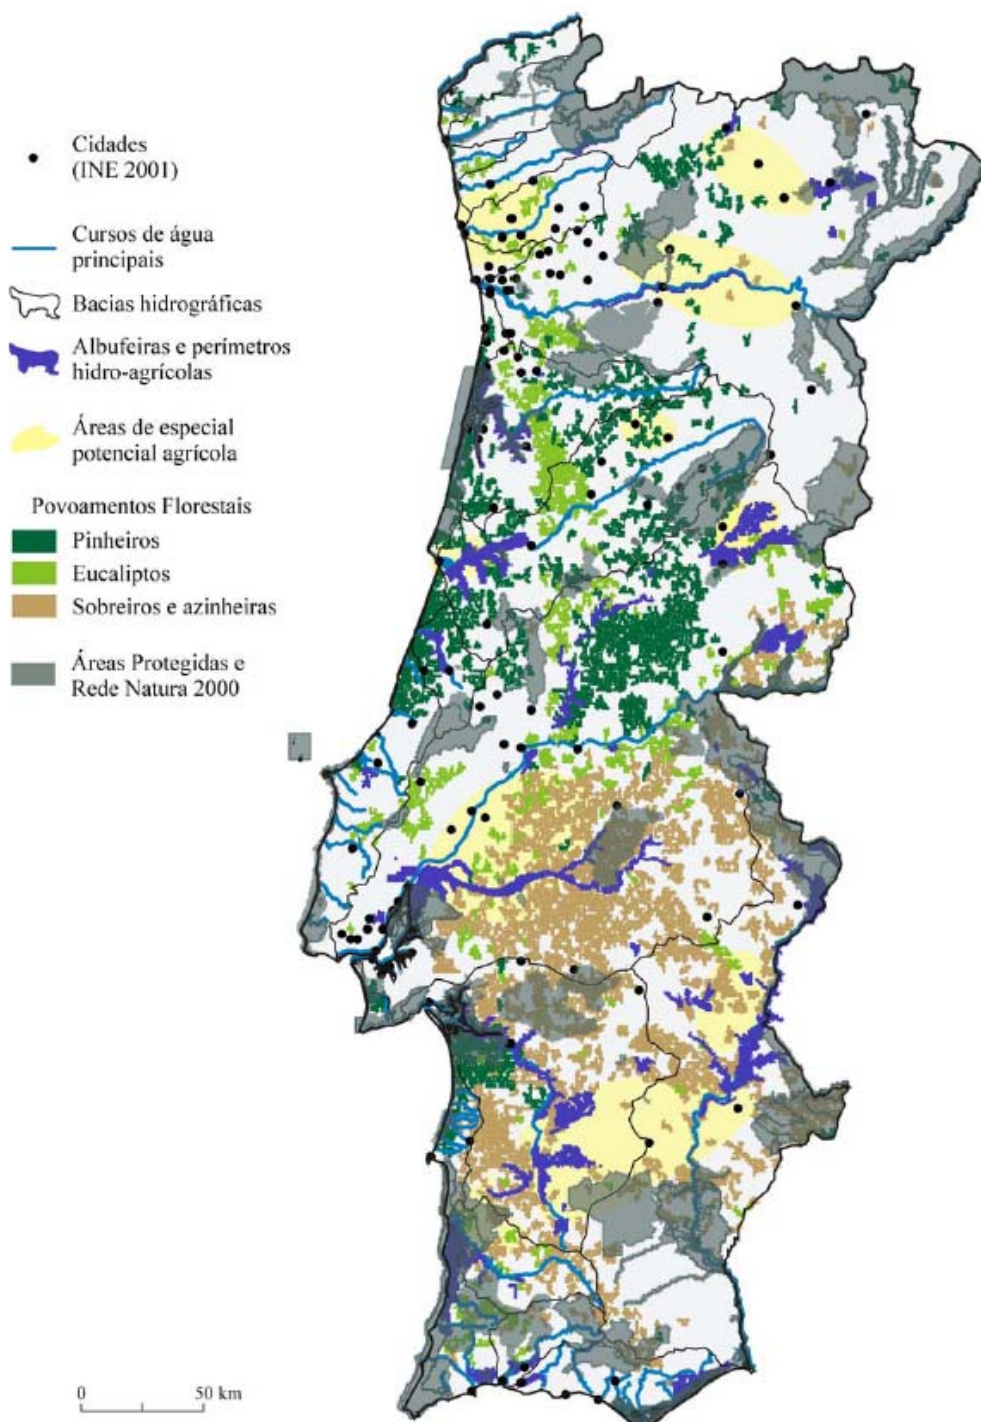 Cidades
(INE 2001)
Cursos de água
principais
Bacias hidrográficas
Albufeiras e perímetros
hidro-agrícolas
Áreas de especial
potencial agrícola
Povoamentos Florestais
Pinheiros
Eucaliptos
Sobreiros e azinheiras
Áreas Protegidas e
Rede Natura 2000
0 50 km